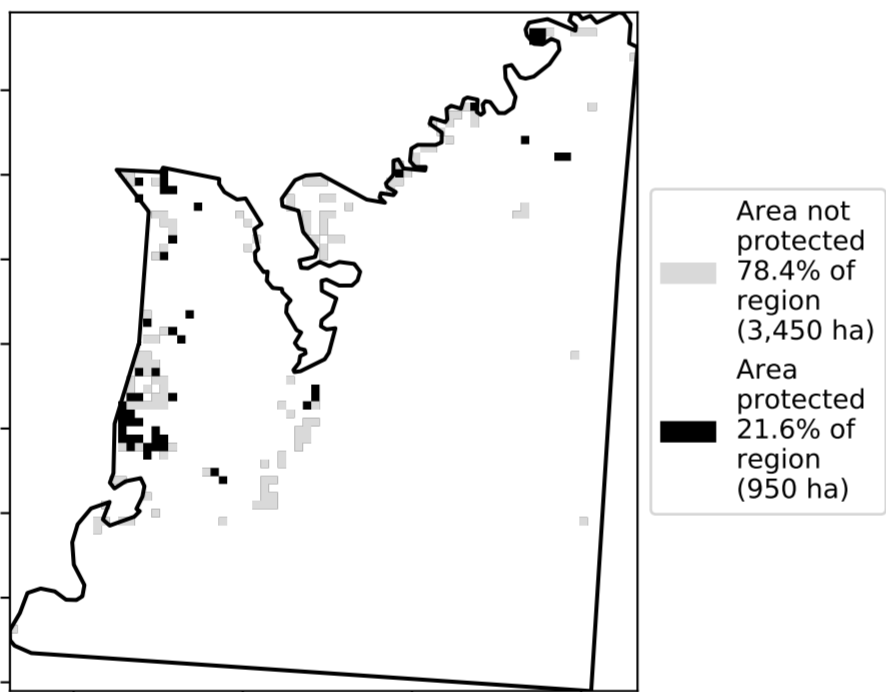 Area not
protected
78.4% of
region
(3,450 ha)
Area
protected
21.6% of
region
(950 ha)